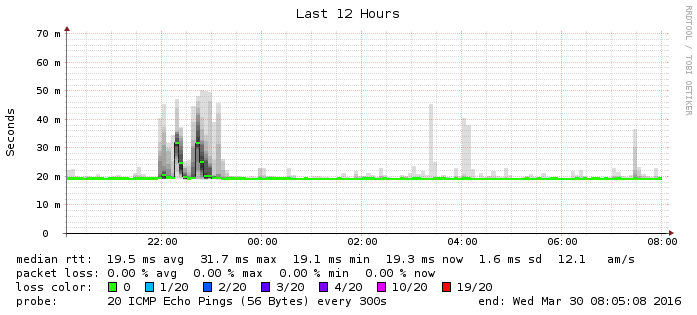 Last 12 Hours
RRDTOOL / TOBI OETIKER
Seconds
70 m
60 m
50 m
40 m
30 m
20 m
10 m
0
22:00 00:00 02:00 04:00 06:00 08:00
median rtt: 19.5 ms avg 31.7 ms max 19.1 ms min 19.3 ms now 1.6 ms sd 12.1 am/s
packet loss: 0.00 % avg 0.00 % max 0.00 % min 0.00 % now
loss color: 0 1/20 2/20 3/20 4/20 10/20 19/20
probe: 20 ICMP Echo Pings (56 Bytes) every 300s end: Wed Mar 30 08:05:08 2016